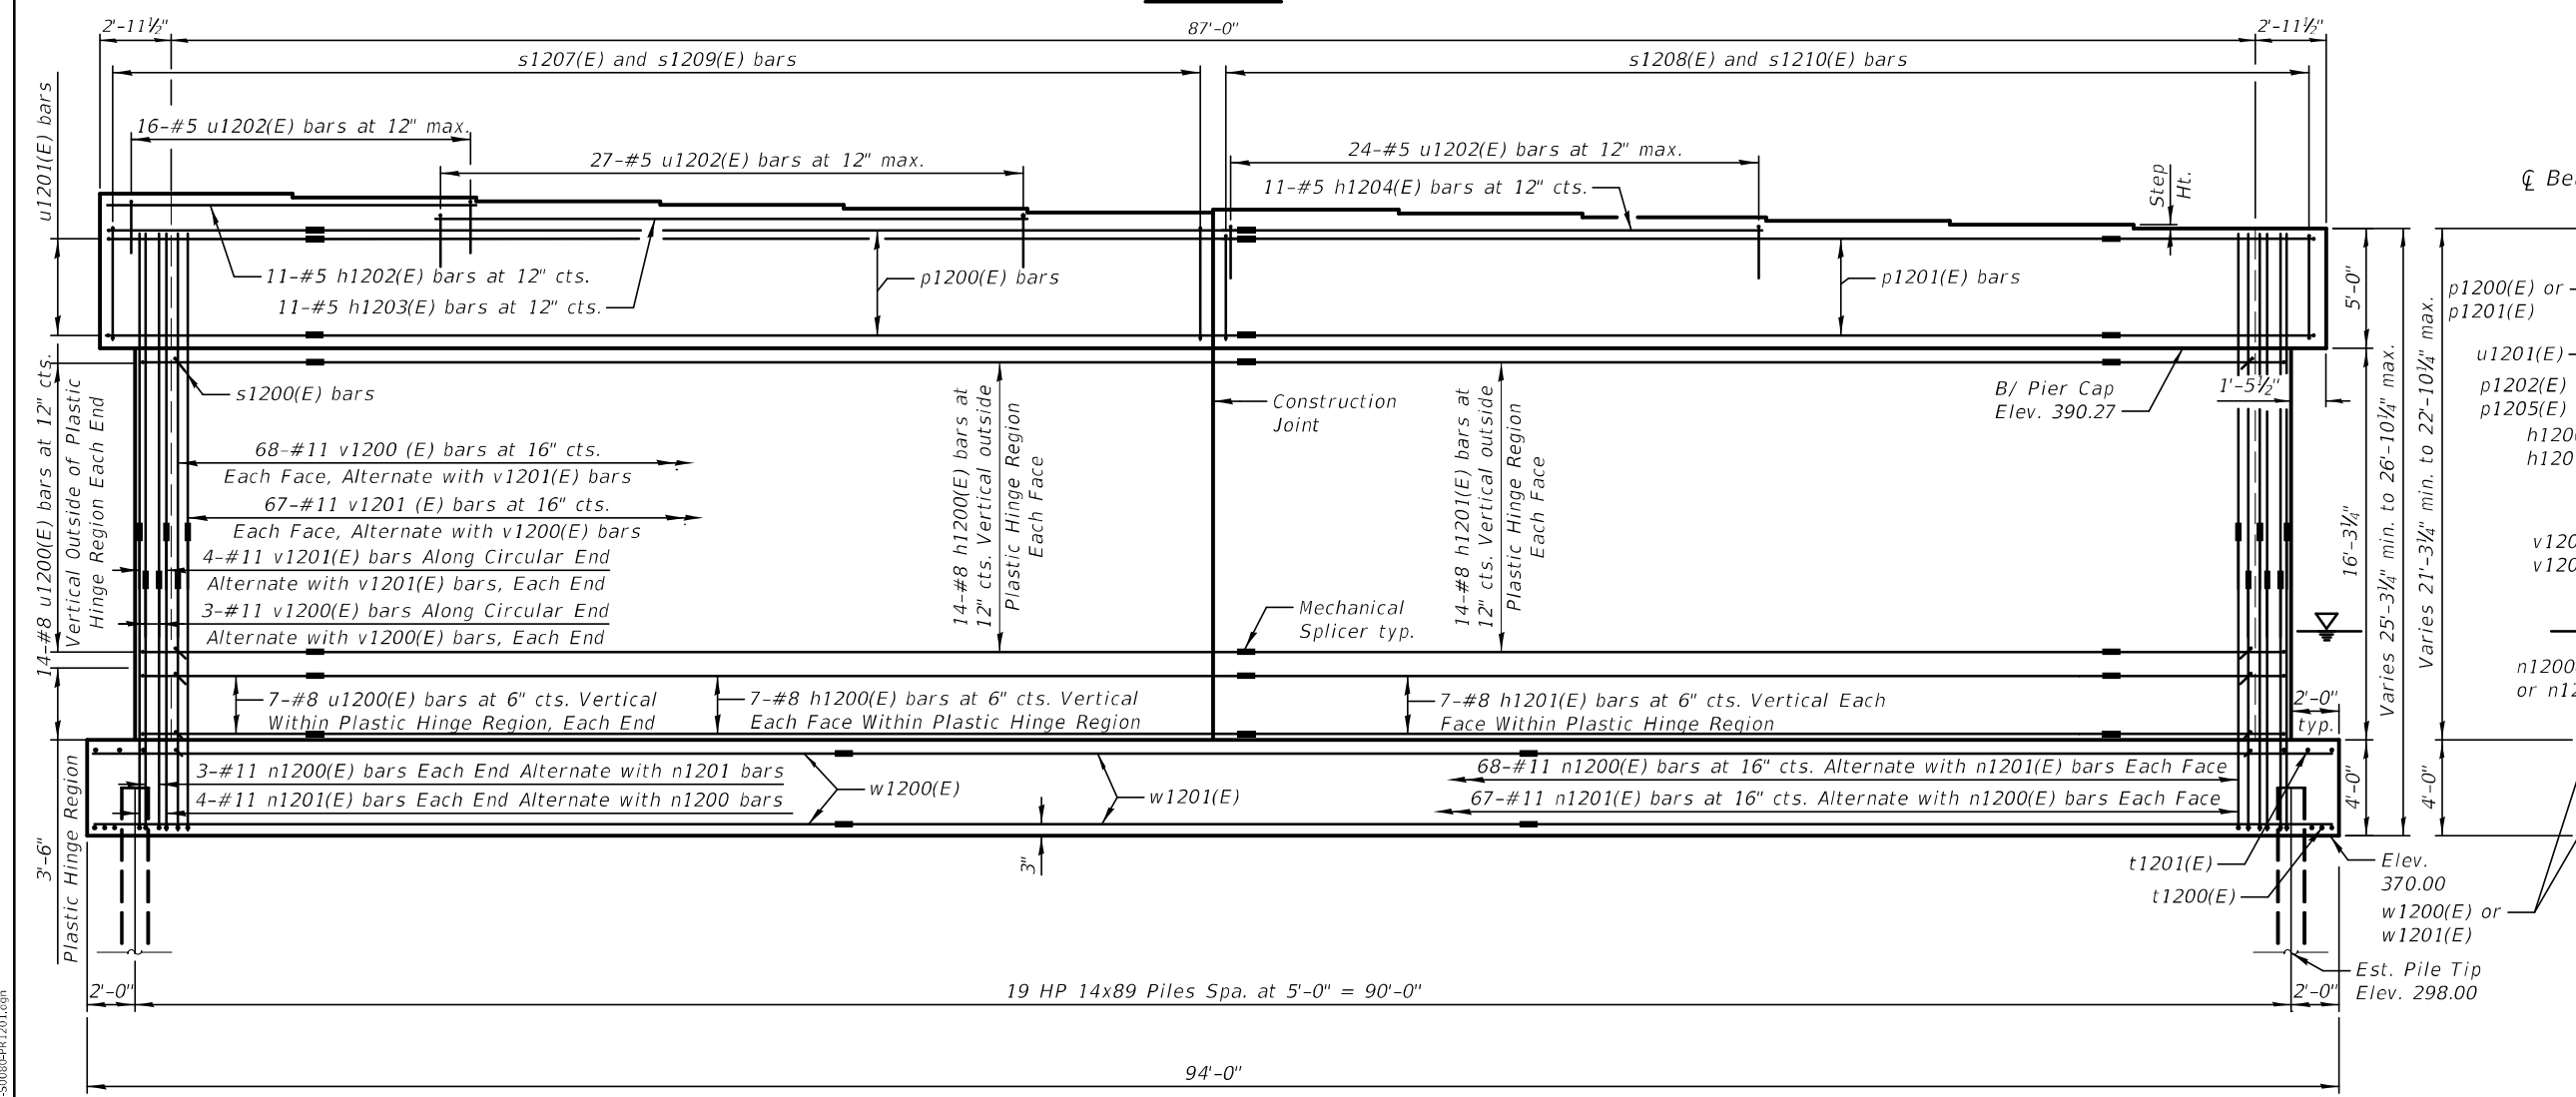 2'-11½"
87'-0"
2'-11½"
s1207(E) and s1209(E) bars
s1208(E) and s1210(E) bars
u1201(E) bars
16-#5 u1202(E) bars at 12" max.
27-#5 u1202(E) bars at 12" max.
24-#5 u1202(E) bars at 12" max.
11-#5 h1204(E) bars at 12" cts.
Step
Ht.
11-#5 h1202(E) bars at 12" cts.
11-#5 h1203(E) bars at 12" cts.
p1200(E) bars
p1201(E) bars
5'-0"
s1200(E) bars
14-#8 u1200(E) bars at 12" cts.
Vertical Outside of Plastic
Hinge Region Each End
68-#11 v1200 (E) bars at 16" cts.
Each Face, Alternate with v1201(E) bars
67-#11 v1201 (E) bars at 16" cts.
Each Face, Alternate with v1200(E) bars
4-#11 v1201(E) bars Along Circular End
Alternate with v1201(E) bars, Each End
3-#11 v1200(E) bars Along Circular End
Alternate with v1200(E) bars, Each End
14-#8 h1200(E) bars at
12" cts. Vertical outside
Plastic Hinge Region
Each Face
Construction
Joint
Mechanical
Splicer typ.
14-#8 h1201(E) bars at
12" cts. Vertical outside
Plastic Hinge Region
Each Face
B/ Pier Cap
Elev. 390.27
1'-5½"
16'-3¼"
Varies 25'-3¼" min. to 26'-10¼" max.
Varies 21'-3¼" min. to 22'-10¼" max.
7-#8 u1200(E) bars at 6" cts. Vertical
Within Plastic Hinge Region, Each End
7-#8 h1200(E) bars at 6" cts. Vertical
Each Face Within Plastic Hinge Region
7-#8 h1201(E) bars at 6" cts. Vertical Each
Face Within Plastic Hinge Region
2'-0"
typ.
3'-6"
Plastic Hinge Region
3-#11 n1200(E) bars Each End Alternate with n1201 bars
4-#11 n1201(E) bars Each End Alternate with n1200 bars
w1200(E)
w1201(E)
68-#11 n1200(E) bars at 16" cts. Alternate with n1201(E) bars Each Face
67-#11 n1201(E) bars at 16" cts. Alternate with n1200(E) bars Each Face
4'-0"
4'-0"
3"
t1201(E)
t1200(E)
Elev.
370.00
w1200(E) or
w1201(E)
Est. Pile Tip
Elev. 298.00
2'-0"
19 HP 14x89 Piles Spa. at 5'-0" = 90'-0"
2'-0"
94'-0"
℄
p1200(E) or
p1201(E)
u1201(E)
p1202(E)
p1205(E)
n1200
or